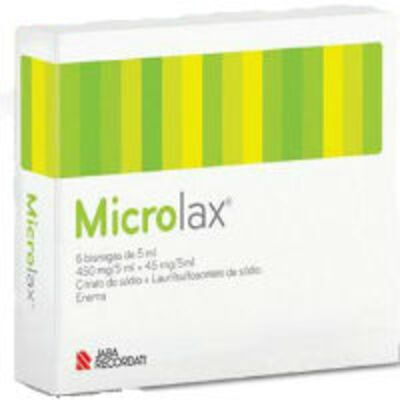 Microlax®
6 bisnagas de 5 ml
450 mg/5 ml + 45 mg/5ml
Citrato de sódio + Laurilsulfoacetato de sódio
Enema
JABA
RECORDATI
Microlax®